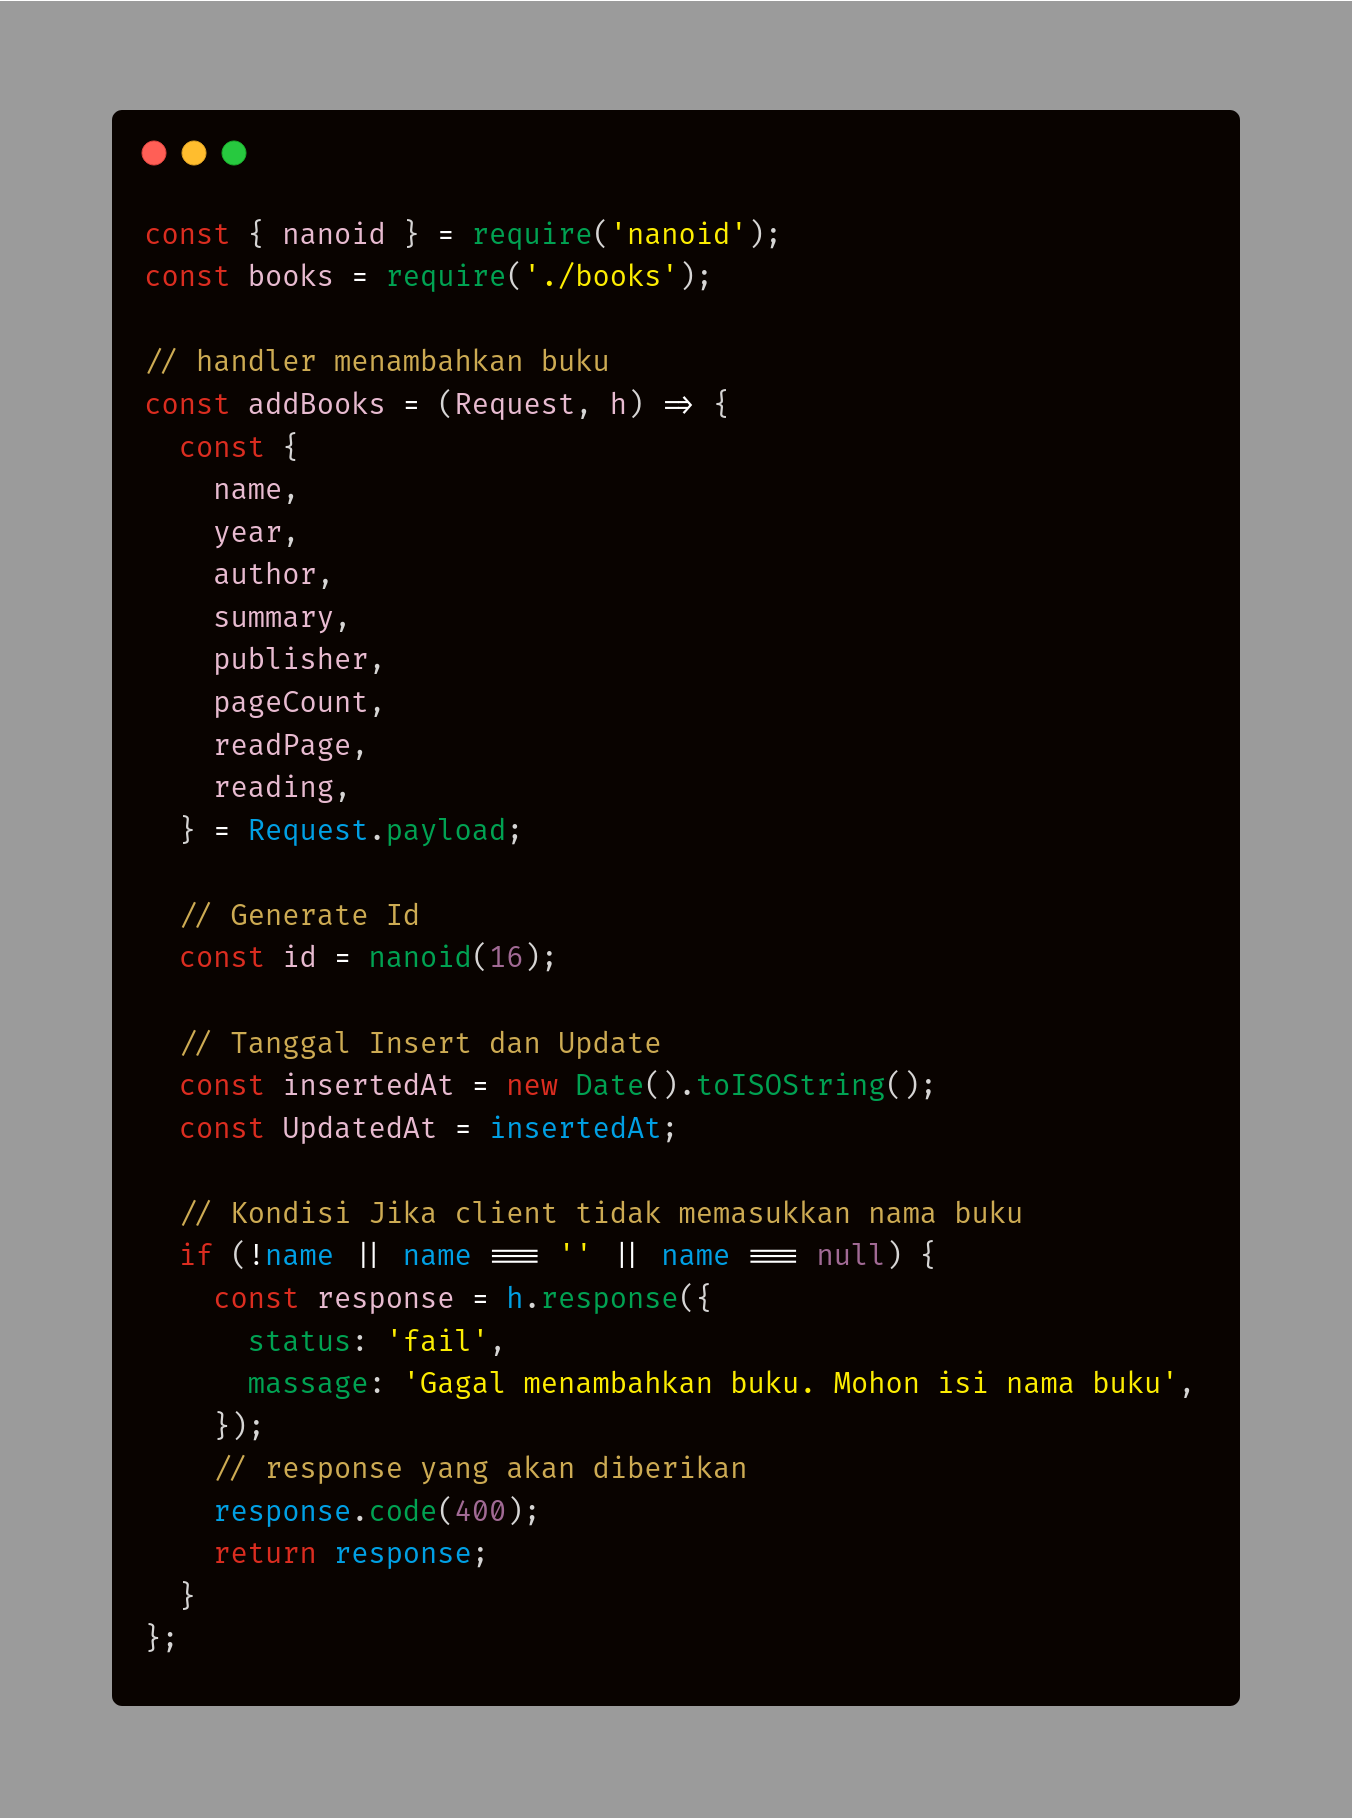 const { nanoid } = require('nanoid');
const books = require('./books');
// handler menambahkan buku
const addBooks = (Request, h) => {
  const {
    name,
    year,
    author,
    summary,
    publisher,
    pageCount,
    readPage,
    reading,
  } = Request.payload;
  // Generate Id
  const id = nanoid(16);
  // Tanggal Insert dan Update
  const insertedAt = new Date().toISOString();
  const UpdatedAt = insertedAt;
  // Kondisi Jika client tidak memasukkan nama buku
  if (!name || name === '' || name === null) {
    const response = h.response({
      status: 'fail',
      massage: 'Gagal menambahkan buku. Mohon isi nama buku',
    });
    // response yang akan diberikan
    response.code(400);
    return response;
  }
};